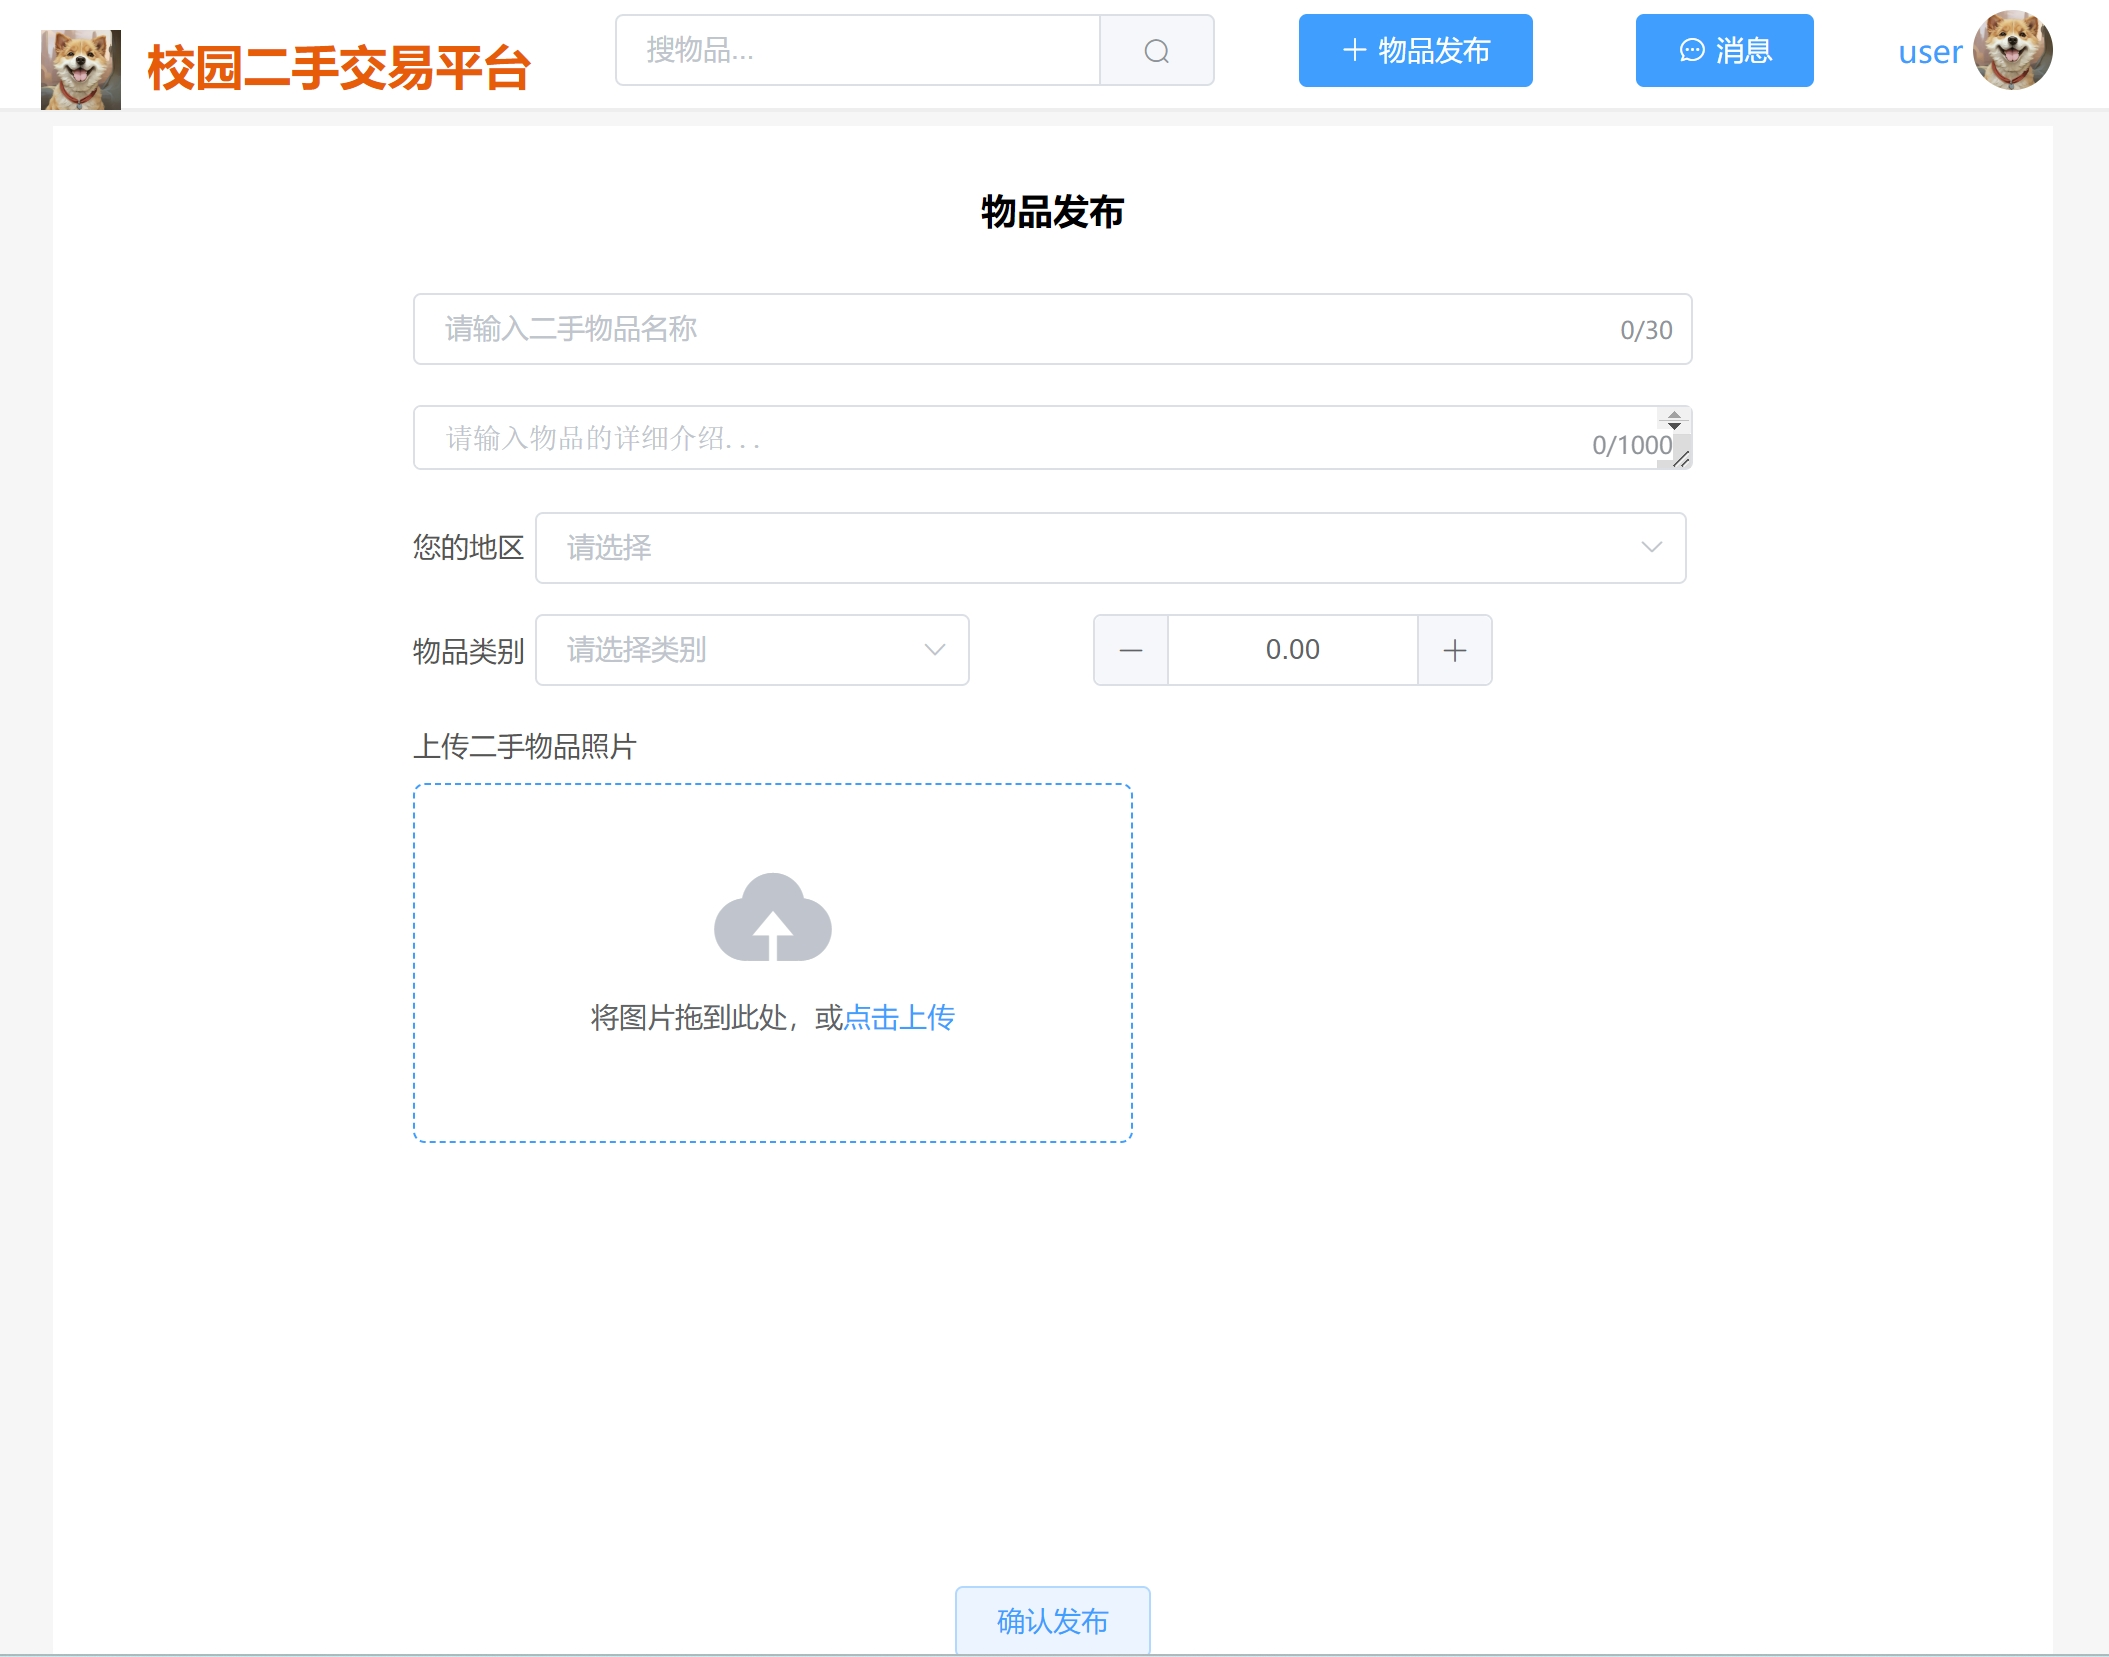 校园二手交易平台
搜物品...
物品发布
消息
user
物品发布
请输入二手物品名称
0/30
请输入物品的详细介绍...
0/1000
您的地区
请选择
物品类别
请选择类别
0.00
上传二手物品照片
将图片拖到此处，或点击上传
确认发布